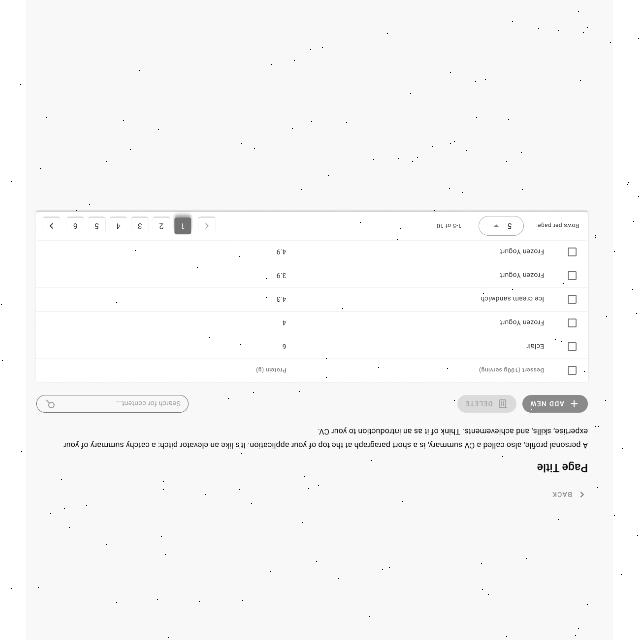 BACK
Page Title
A personal profile, also called a CV summary, is a short paragraph at the top of your application. It's like an elevator pitch: a catchy summary of your
expertise, skills, and achievements. Think of it as an introduction to your CV.
ADD NEW DELETE Search for content...
Dessert (100g serving) Protein (g)
Eclair 6
Frozen Yogurt 4
Ice cream sandwich 4.3
Frozen Yogurt 3.9
Frozen Yogurt 4.9
Rows per page: 5 1-5 of 10 1 2 3 4 5 6